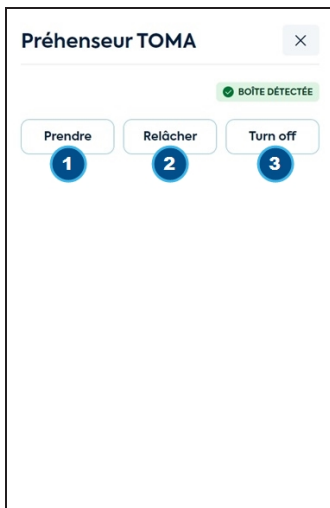 Préhenseur TOMA
BOÎTE DÉTECTÉE
Prendre Relâcher Turn off
1 2 3